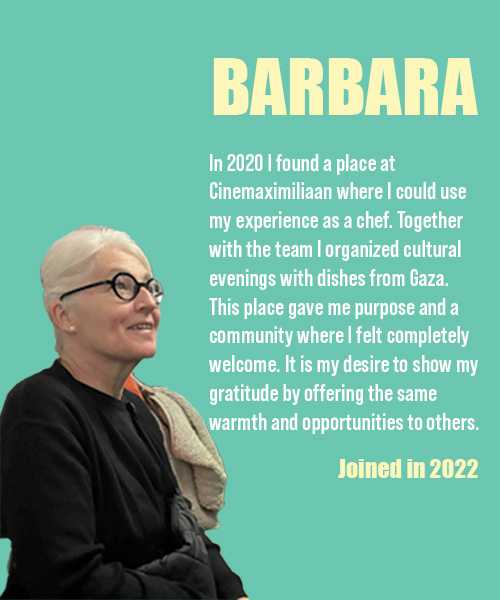 BARBARA
In 2020 I found a place at
Cinemaximiliaan where I could use
my experience as a chef. Together
with the team I organized cultural
evenings with dishes from Gaza.
This place gave me purpose and a
community where I felt completely
welcome. It is my desire to show my
gratitude by offering the same
warmth and opportunities to others.
Joined in 2022